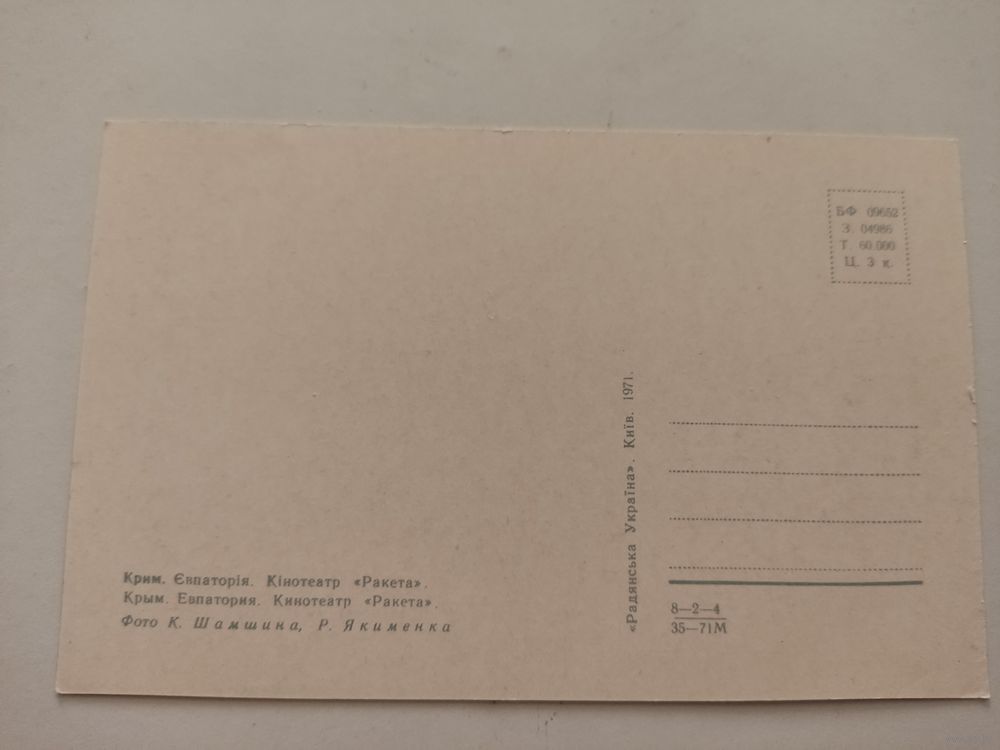 БФ 09652
З. 04986
Т. 60.000
Ц. 3 к.
«Радянська Україна». Київ. 1971.
Крим. Євпаторія. Кінотеатр «Ракета».
Крым. Евпатория. Кинотеатр «Ракета».
Фото К. Шамшина, Р. Якименка
8—2—4
35—71М